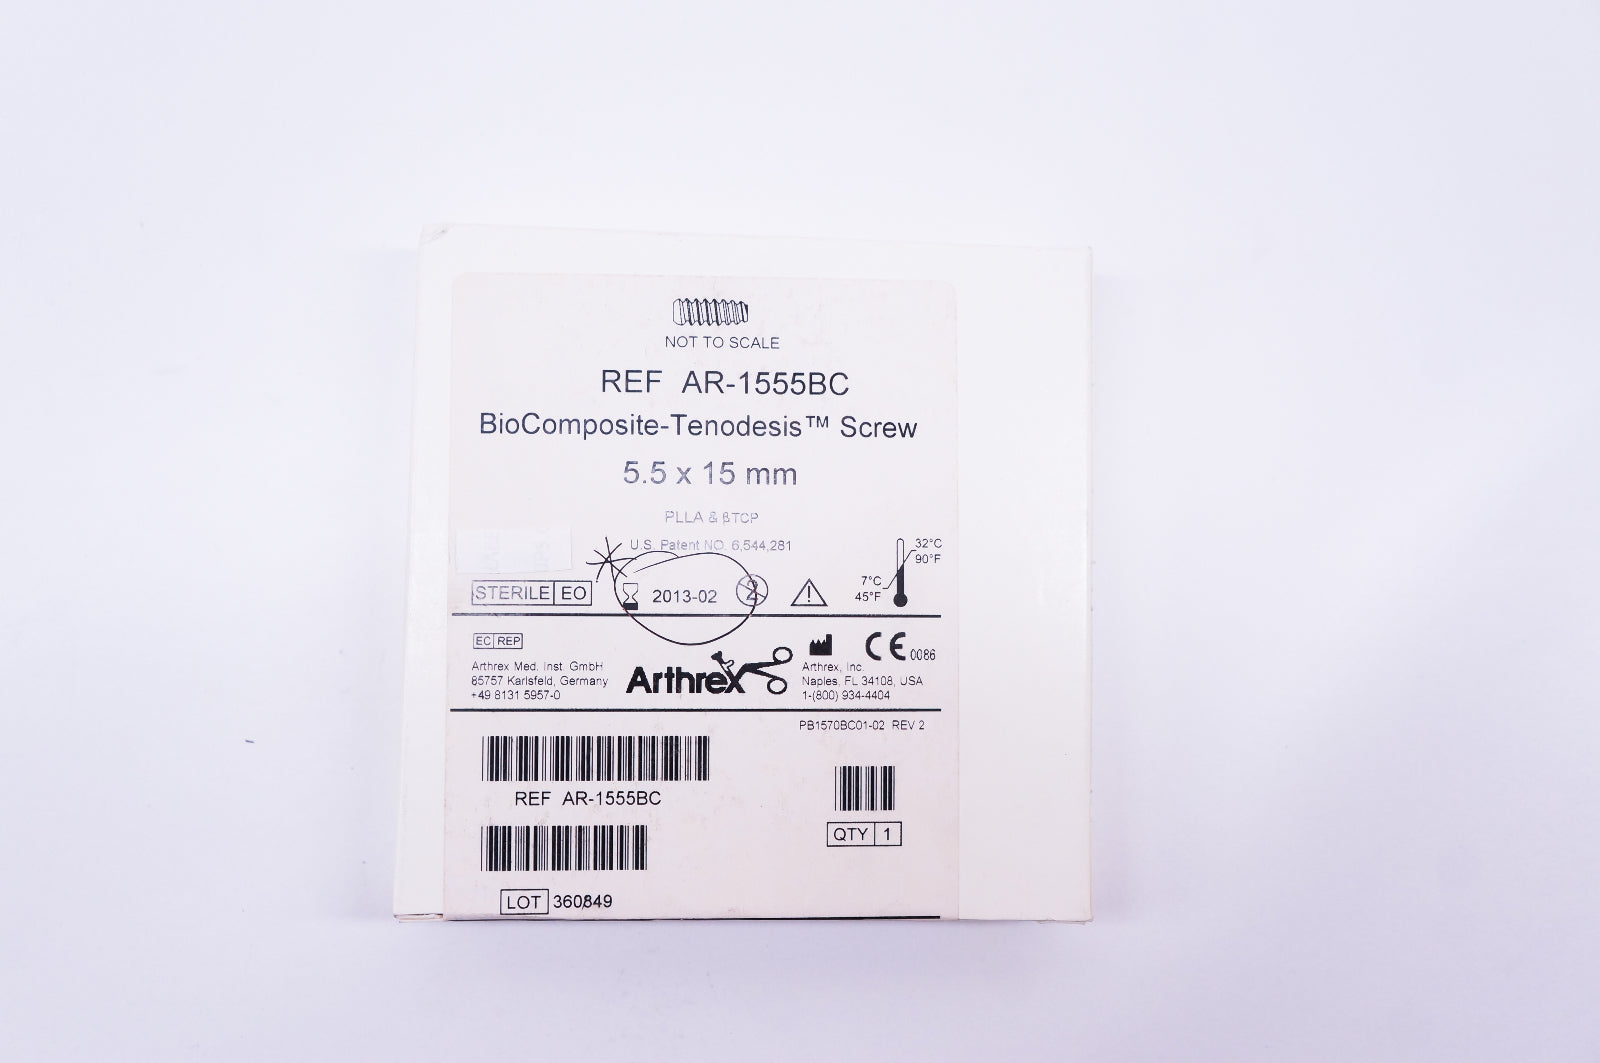 NOT TO SCALE
REF AR-1555BC
BioComposite-Tenodesis™ Screw
5.5 x 15 mm
PLLA & βTCP
U.S. Patent NO. 6,544,281
32°C
90°F
7°C
45°F
STERILE EO
2013-02
2
EC REP
Arthrex Med. Inst. GmbH
85757 Karlsfeld, Germany
+49 8131 5957-0
Arthrex
CE 0086
Arthrex, Inc.
Naples, FL 34108, USA
1-(800) 934-4404
PB1570BC01-02 REV 2
REF AR-1555BC
QTY 1
LOT 360849